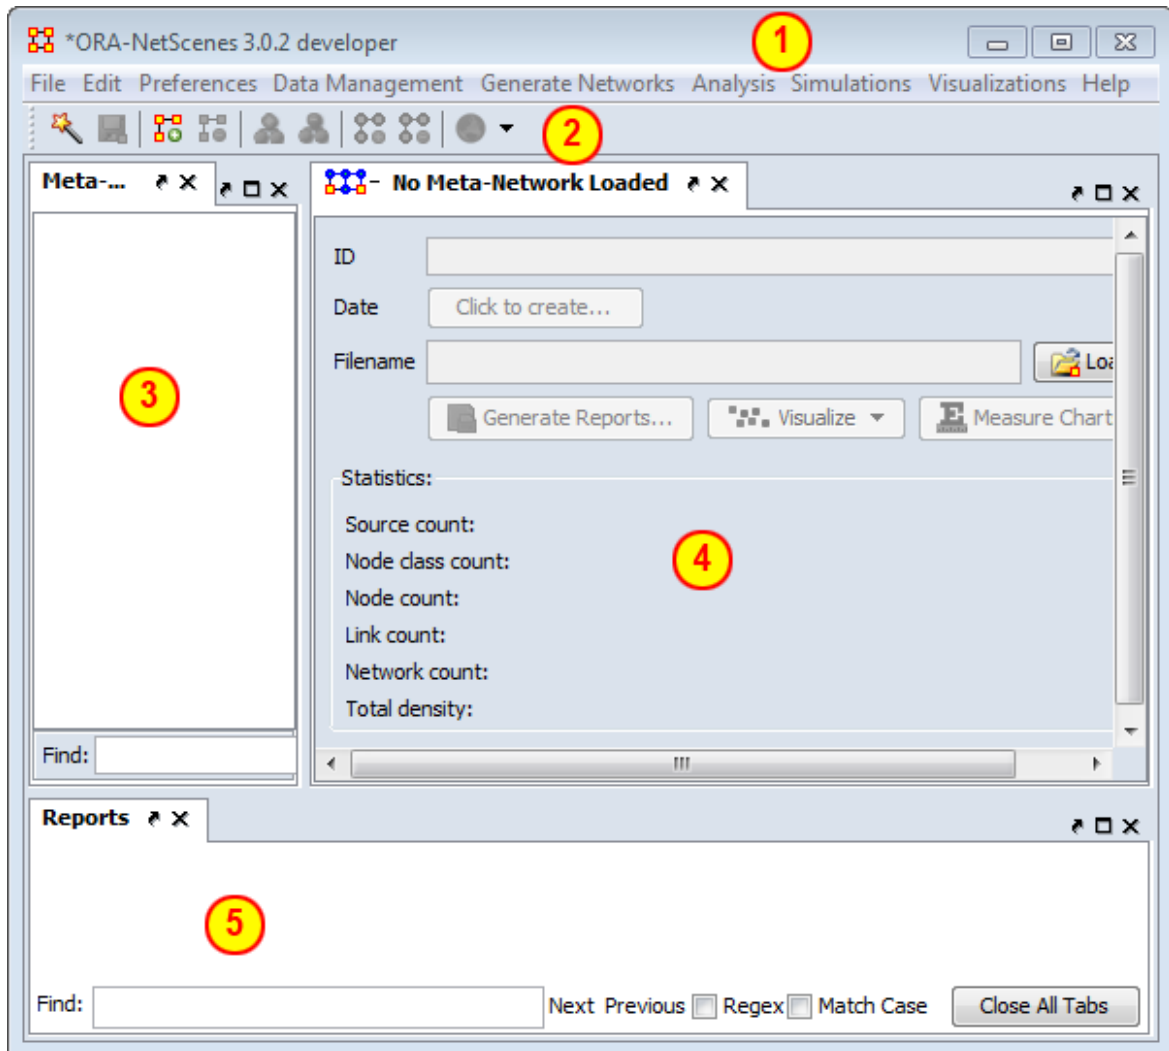 *ORA-NetScenes 3.0.2 developer
1
File Edit Preferences Data Management Generate Networks Analysis Simulations Visualizations Help
2
Meta-...
No Meta-Network Loaded
ID
Date Click to create...
Filename
Generate Reports... Visualize Measure Chart
3
Statistics:
Source count:
Node class count:
4
Node count:
Link count:
Network count:
Total density:
Find:
Reports
5
Find: Next Previous Regex Match Case Close All Tabs